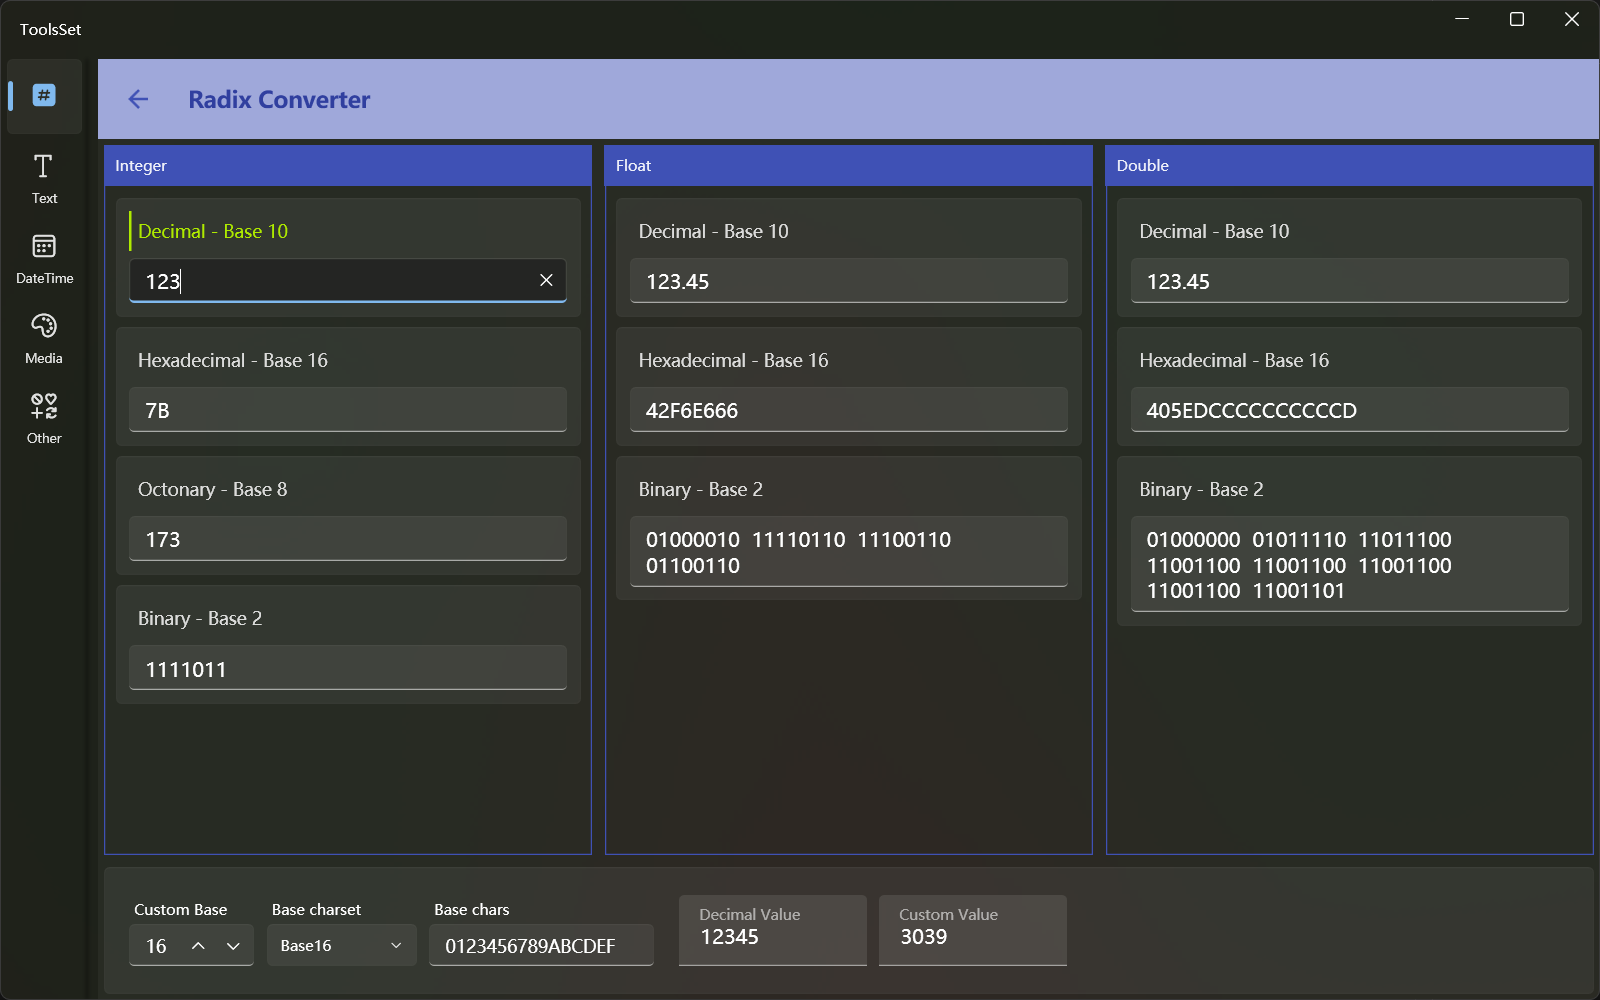 ToolsSet
#
Text
DateTime
Media
Other
Radix Converter
Integer
Decimal - Base 10
123
Hexadecimal - Base 16
7B
Octonary - Base 8
173
Binary - Base 2
1111011
Float
Decimal - Base 10
123.45
Hexadecimal - Base 16
42F6E666
Binary - Base 2
01000010 11110110 11100110
01100110
Double
Decimal - Base 10
123.45
Hexadecimal - Base 16
405EDCCCCCCCCCCD
Binary - Base 2
01000000 01011110 11011100
11001100 11001100 11001100
11001100 11001101
Custom Base
16
Base charset
Base16
Base chars
0123456789ABCDEF
Decimal Value
12345
Custom Value
3039